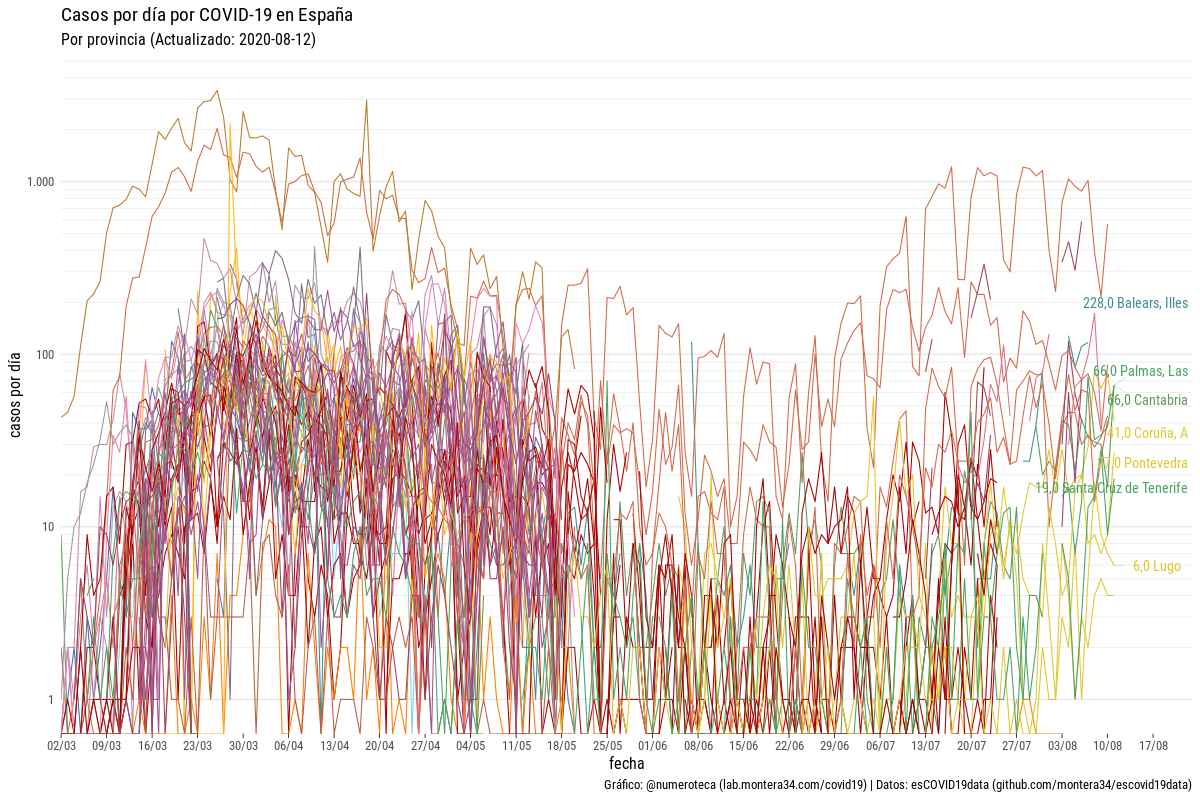 Casos por día por COVID-19 en España
Por provincia (Actualizado: 2020-08-12)
casos por día
1.000
100
10
1
228,0 Balears, Illes
66,0 Palmas, Las
66,0 Cantabria
41,0 Coruña, A
,0 Pontevedra
19,0 Santa Cruz de Tenerife
6,0 Lugo
02/03 09/03 16/03 23/03 30/03 06/04 13/04 20/04 27/04 04/05 11/05 18/05 25/05 01/06 08/06 15/06 22/06 29/06 06/07 13/07 20/07 27/07 03/08 10/08 17/08
fecha
Gráfico: @numeroteca (lab.montera34.com/covid19) | Datos: esCOVID19data (github.com/montera34/escovid19data)